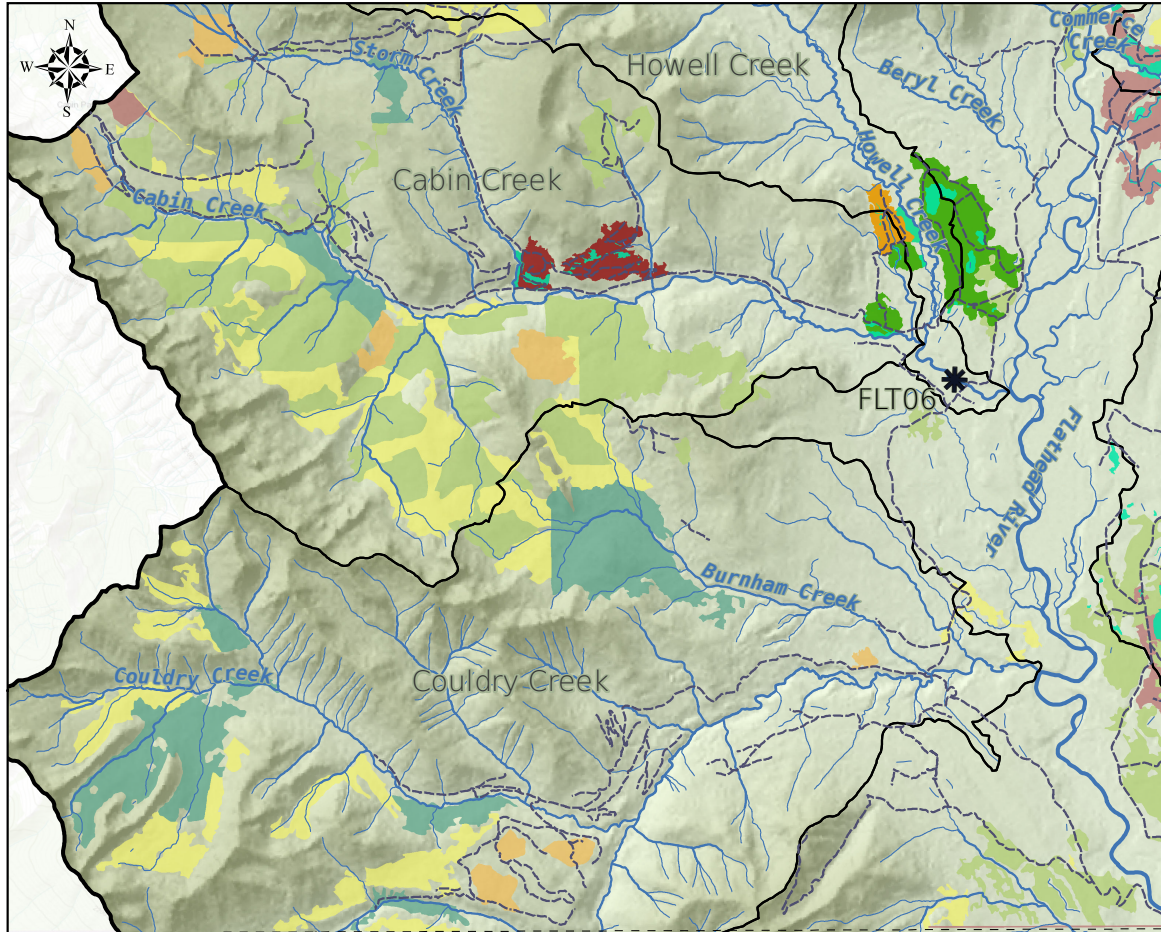 N
W E
S
Storm Creek
Howell Creek
Commerce Creek
Beryl Creek
Howell Creek
Cabin Creek
Cabin Creek
FLT06
Flathead River
Burnham Creek
Couldry Creek
Couldry Creek